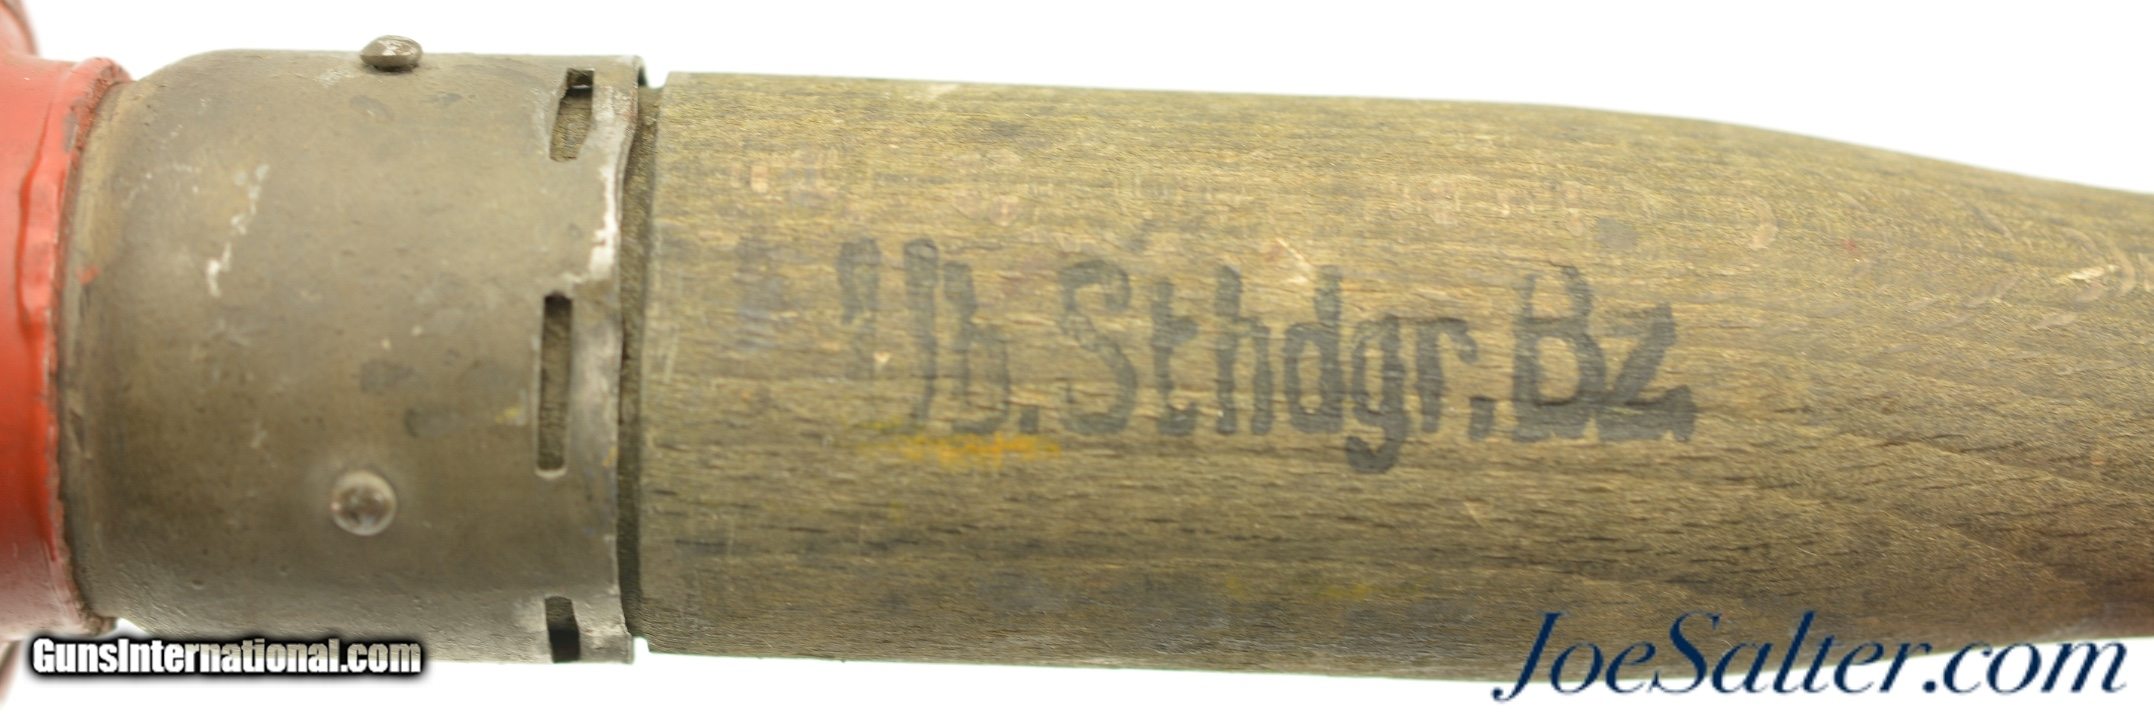 Üb. Sthdgr. Bz.
GunsInternational.com
JoeSalter.com